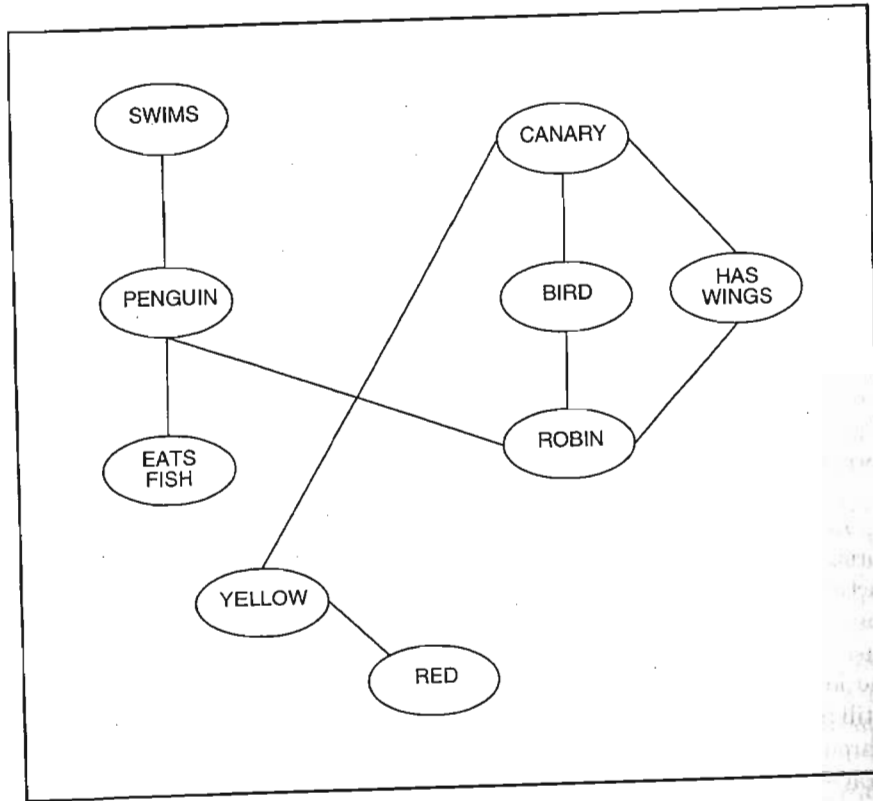 SWIMS
CANARY
PENGUIN
BIRD
HAS
WINGS
EATS
FISH
ROBIN
YELLOW
RED